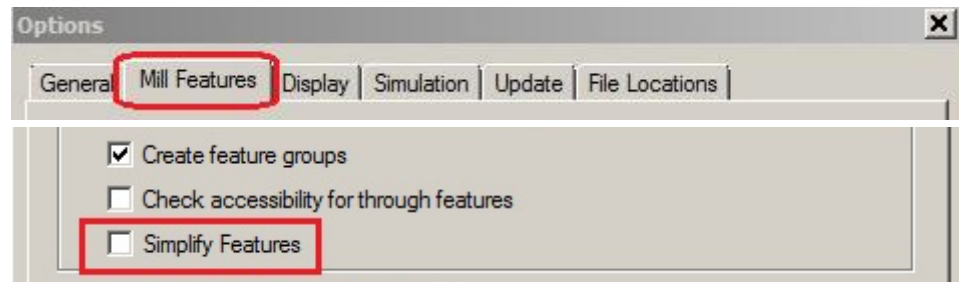 Options
General Mill Features Display Simulation Update File Locations
Create feature groups
Check accessibility for through features
Simplify Features